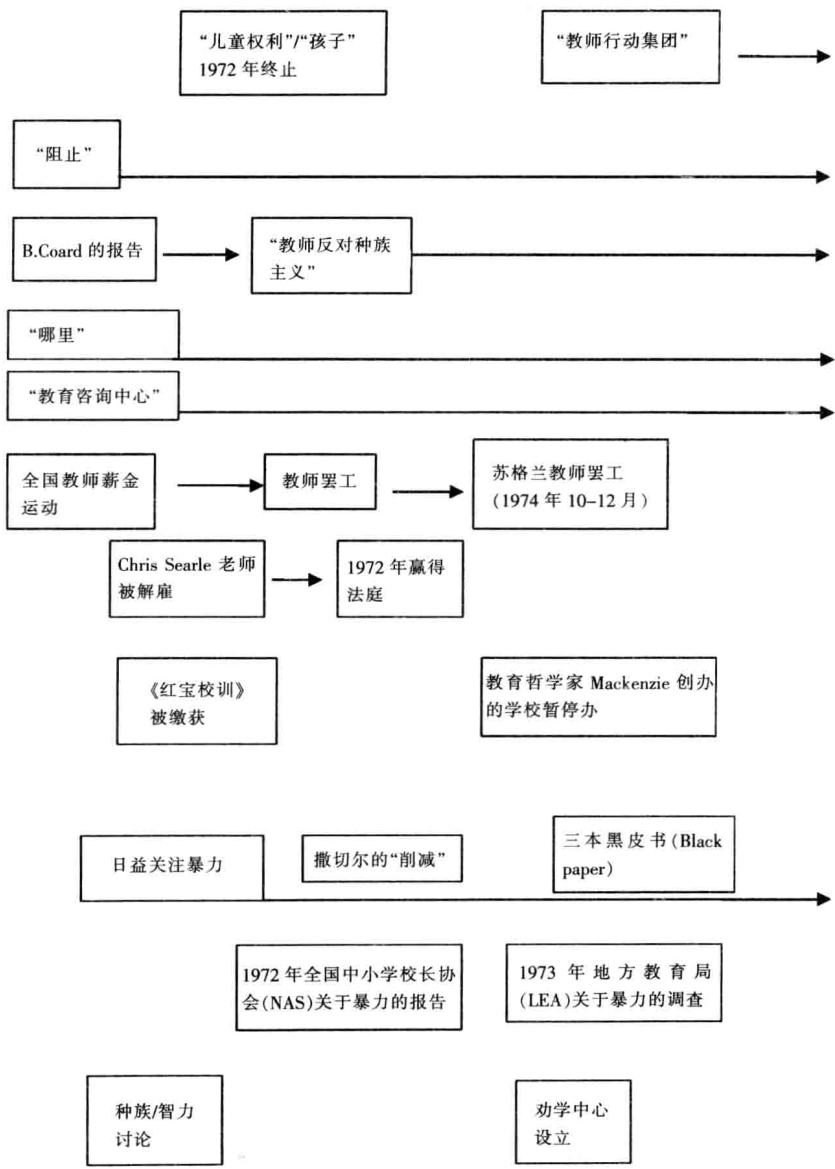 “儿童权利”/“孩子”
1972 年终止
“教师行动集团”
“阻止”
B.Coard 的报告
“教师反对种族
主义”
“哪里”
“教育咨询中心”
全国教师薪金
运动
教师罢工
苏格兰教师罢工
(1974 年 10–12 月)
Chris Searle 老师
被解雇
1972 年赢得
法庭
《红宝校训》
被缴获
教育哲学家 Mackenzie 创办
的学校暂停办
日益关注暴力
撒切尔的“削减”
三本黑皮书(Black
paper)
1972 年全国中小学校长协
会(NAS)关于暴力的报告
1973 年地方教育局
(LEA)关于暴力的调查
种族/智力
讨论
劝学中心
设立